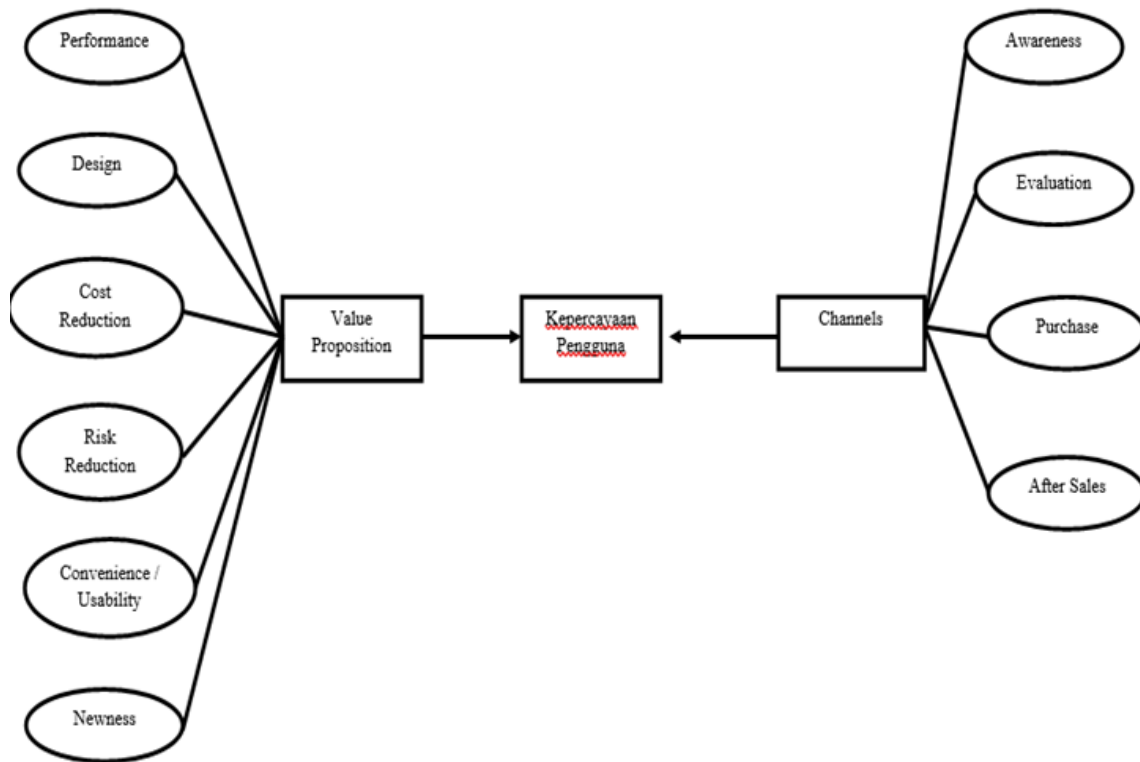 Performance
Design
Cost
Reduction
Risk
Reduction
Convenience /
Usability
Newness
Value
Proposition
Kepercayaan
Pengguna
Channels
Awareness
Evaluation
Purchase
After Sales